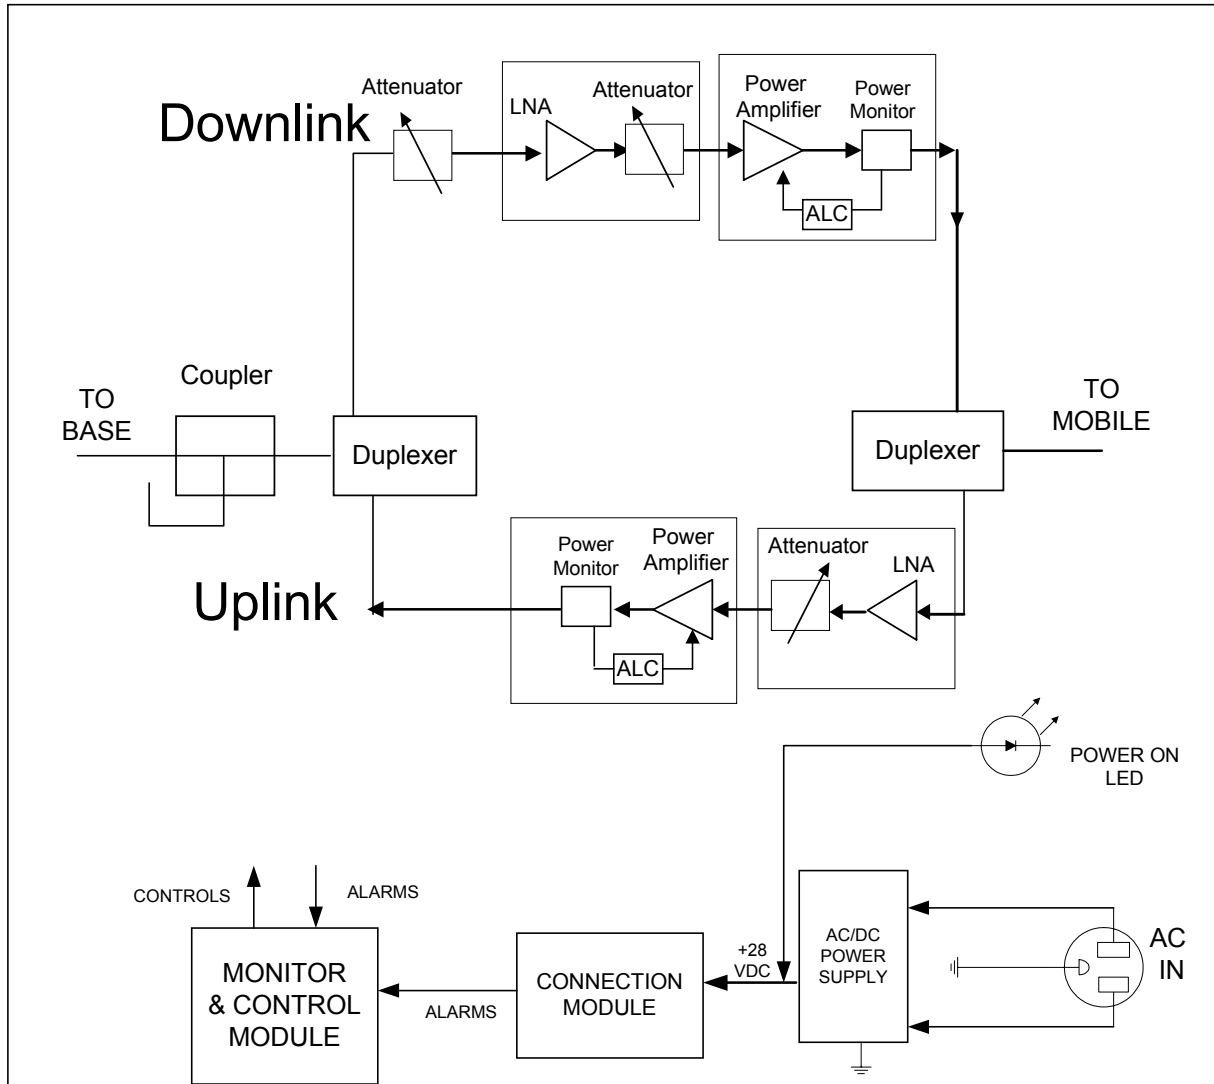 Downlink
Attenuator
LNA
Attenuator
Power
Amplifier
Power
Monitor
ALC
TO
BASE
Coupler
Duplexer
Duplexer
TO
MOBILE
Uplink
Power
Monitor
Power
Amplifier
ALC
Attenuator
LNA
POWER ON
LED
CONTROLS
ALARMS
MONITOR
& CONTROL
MODULE
ALARMS
CONNECTION
MODULE
+28
VDC
AC/DC
POWER
SUPPLY
AC
IN